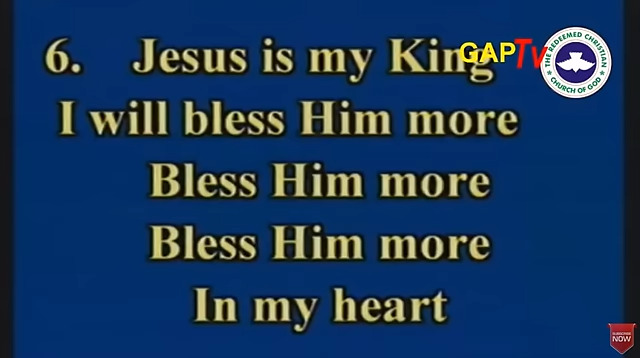 6. Jesus is my King
I will bless Him more
Bless Him more
Bless Him more
In my heart
GAPTv
THE REDEEMED CHRISTIAN
CHURCH OF GOD
SUBSCRIBE
NOW